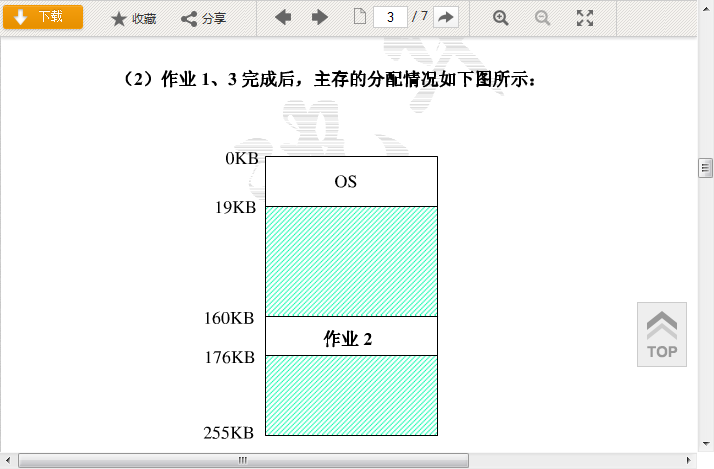 下载
收藏
分享
3 / 7
（2）作业 1、3 完成后，主存的分配情况如下图所示：
0KB
OS
19KB
160KB
作业 2
176KB
255KB
TOP